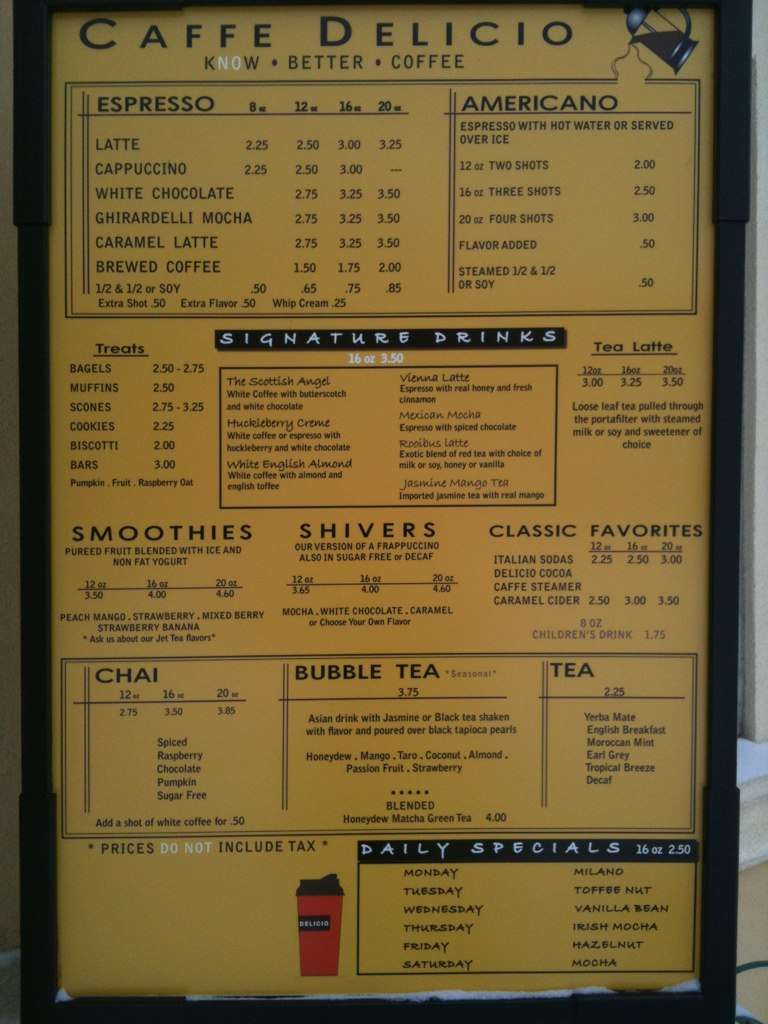 CAFFE DELICIO
KNOW • BETTER • COFFEE
ESPRESSO 8 oz 12 oz 16 oz 20 oz
LATTE 2.25 2.50 3.00 3.25
CAPPUCCINO 2.25 2.50 3.00 ---
WHITE CHOCOLATE 2.75 3.25 3.50
GHIRARDELLI MOCHA 2.75 3.25 3.50
CARAMEL LATTE 2.75 3.25 3.50
BREWED COFFEE 1.50 1.75 2.00
1/2 & 1/2 or SOY .50 .65 .75 .85
Extra Shot .50 Extra Flavor .50 Whip Cream .25
AMERICANO
ESPRESSO WITH HOT WATER OR SERVED
OVER ICE
12 oz TWO SHOTS 2.00
16 oz THREE SHOTS 2.50
20 oz FOUR SHOTS 3.00
FLAVOR ADDED .50
STEAMED 1/2 & 1/2
OR SOY .50
Treats
BAGELS 2.50 - 2.75
MUFFINS 2.50
SCONES 2.75 - 3.25
COOKIES 2.25
BISCOTTI 2.00
BARS 3.00
Pumpkin . Fruit . Raspberry Oat
SIGNATURE DRINKS
16 oz 3.50
The Scottish Angel
White Coffee with butterscotch
and white chocolate
Huckleberry Creme
White coffee or espresso with
huckleberry and white chocolate
White English Almond
White coffee with almond and
english toffee
Vienna Latte
Espresso with real honey and fresh
cinnamon
Mexican Mocha
Espresso with spiced chocolate
Rooibus latte
Exotic blend of red tea with choice of
milk or soy, honey or vanilla
Jasmine Mango Tea
Imported jasmine tea with real mango
Tea Latte
12oz 16oz 20oz
3.00 3.25 3.50
Loose leaf tea pulled through
the portafilter with steamed
milk or soy and sweetener of
choice
SMOOTHIES
PUREED FRUIT BLENDED WITH ICE AND
NON FAT YOGURT
12 oz 16 oz 20 oz
3.50 4.00 4.60
PEACH MANGO . STRAWBERRY . MIXED BERRY
STRAWBERRY BANANA
* Ask us about our Jet Tea flavors*
SHIVERS
OUR VERSION OF A FRAPPUCCINO
ALSO IN SUGAR FREE or DECAF
12 oz 16 oz 20 oz
3.65 4.00 4.60
MOCHA . WHITE CHOCOLATE . CARAMEL
or Choose Your Own Flavor
CLASSIC FAVORITES
12 oz 16 oz 20 oz
ITALIAN SODAS 2.25 2.50 3.00
DELICIO COCOA
CAFFE STEAMER
CARAMEL CIDER 2.50 3.00 3.50
8 OZ
CHILDREN'S DRINK 1.75
CHAI
12 oz 16 oz 20 oz
2.75 3.50 3.85
Spiced
Raspberry
Chocolate
Pumpkin
Sugar Free
Add a shot of white coffee for .50
BUBBLE TEA *Seasonal*
3.75
Asian drink with Jasmine or Black tea shaken
with flavor and poured over black tapioca pearls
Honeydew . Mango . Taro . Coconut . Almond .
Passion Fruit . Strawberry
•••••
BLENDED
Honeydew Matcha Green Tea 4.00
TEA
2.25
Yerba Mate
English Breakfast
Moroccan Mint
Earl Grey
Tropical Breeze
Decaf
* PRICES DO NOT INCLUDE TAX *
DELICIO
DAILY SPECIALS 16 oz 2.50
MONDAY MILANO
TUESDAY TOFFEE NUT
WEDNESDAY VANILLA BEAN
THURSDAY IRISH MOCHA
FRIDAY HAZELNUT
SATURDAY MOCHA